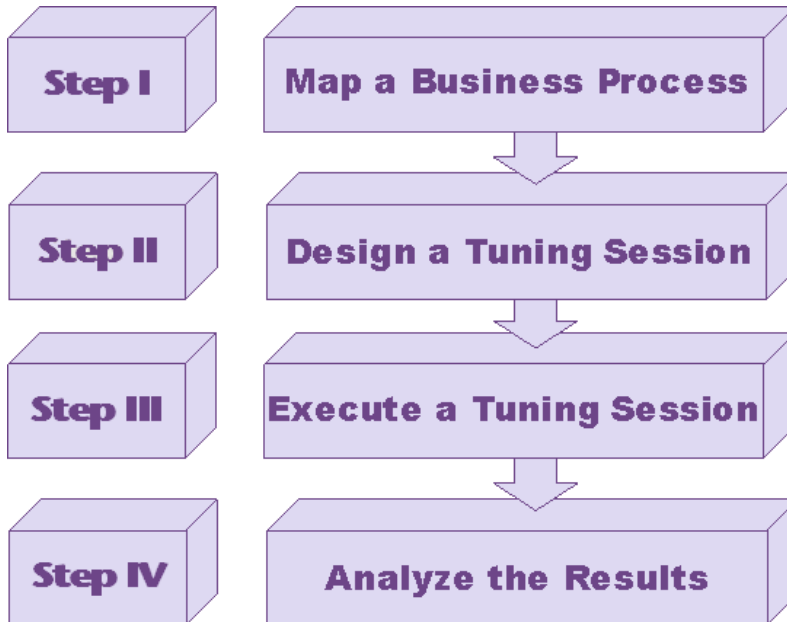 Step I
Map a Business Process
Step II
Design a Tuning Session
Step III
Execute a Tuning Session
Step IV
Analyze the Results